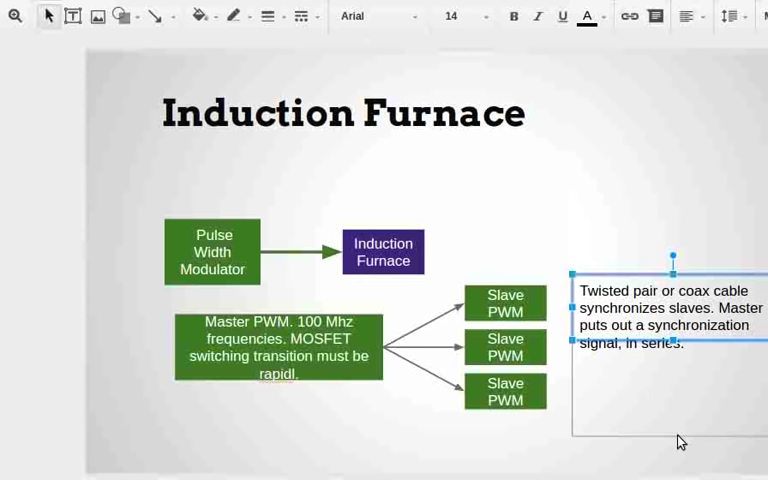 Arial
14
B I U A
Induction Furnace
Pulse
Width
Modulator
Induction
Furnace
Master PWM. 100 Mhz
frequencies. MOSFET
switching transition must be
rapidl.
Slave
PWM
Slave
PWM
Slave
PWM
Twisted pair or coax cable
synchronizes slaves. Master
puts out a synchronization
signal, in series.